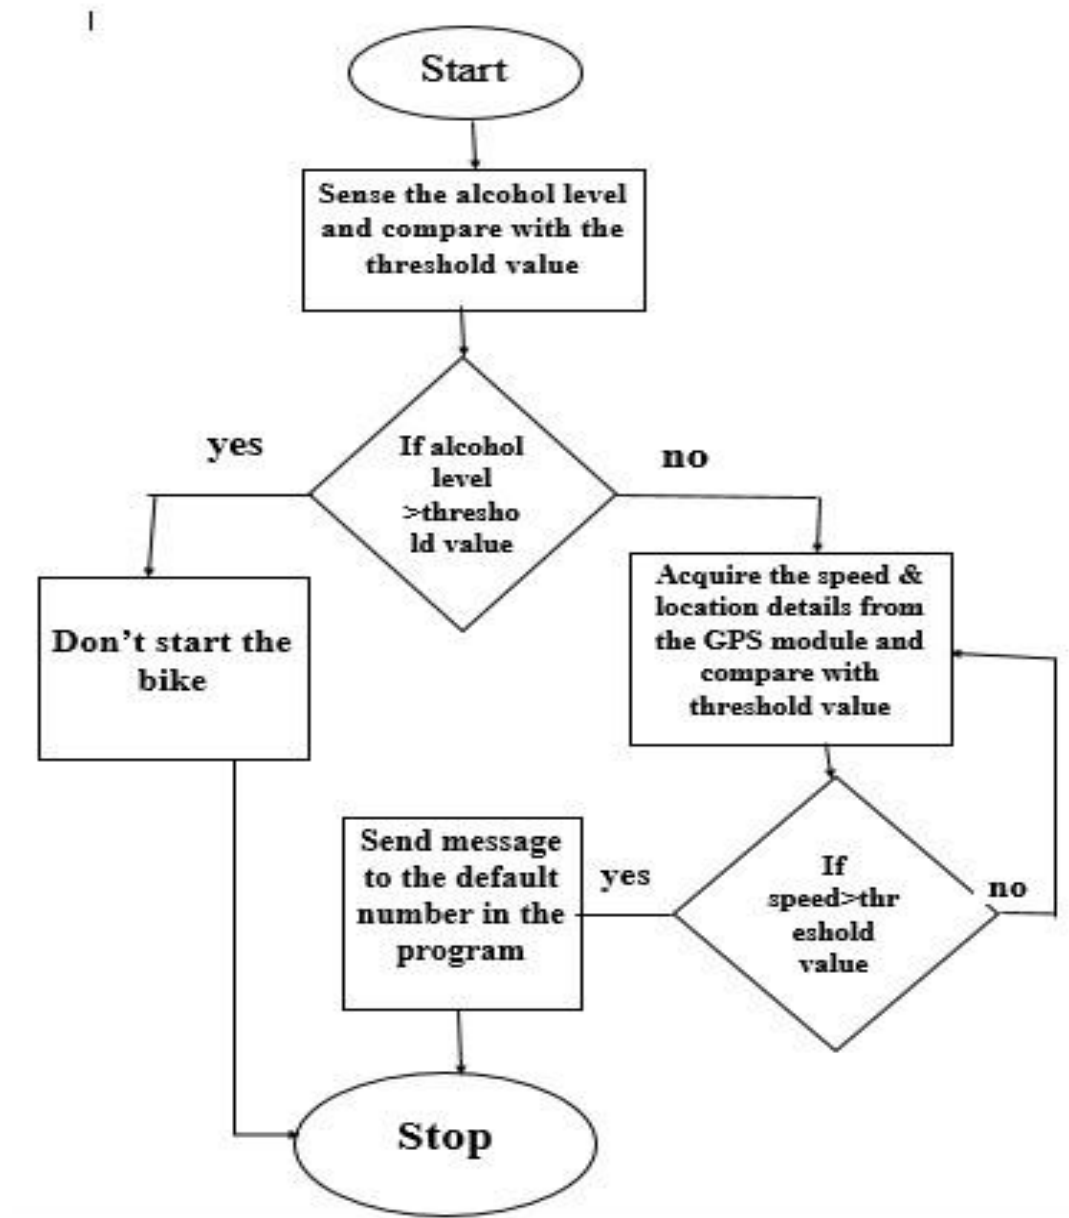 Start
Sense the alcohol level
and compare with the
threshold value
yes
If alcohol
level
>thresho
ld value
no
Don't start the
bike
Acquire the speed &
location details from
the GPS module and
compare with
threshold value
Send message
to the default
number in the
program
yes
If
speed>thr
eshold
value
no
Stop